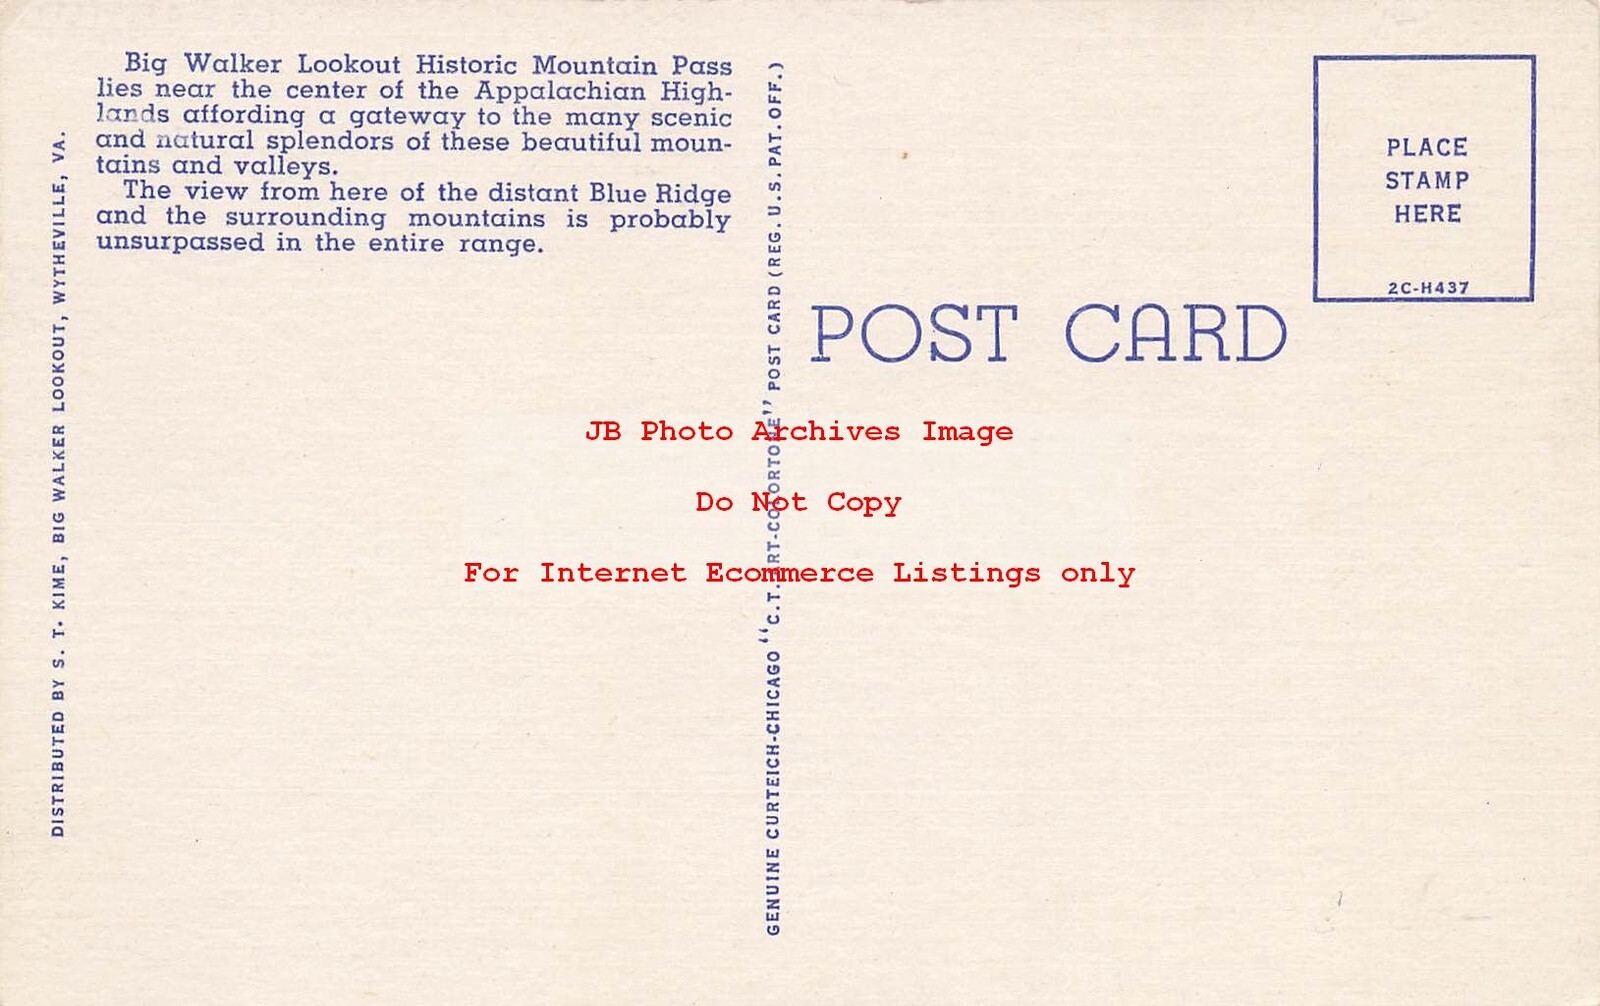 Big Walker Lookout Historic Mountain Pass
lies near the center of the Appalachian High-
lands affording a gateway to the many scenic
and natural splendors of these beautiful moun-
tains and valleys.
The view from here of the distant Blue Ridge
and the surrounding mountains is probably
unsurpassed in the entire range.
DISTRIBUTED BY S. T. KIME, BIG WALKER LOOKOUT, WYTHEVILLE, VA.
GENUINE CURTEICH-CHICAGO "C.T. ART-COLORTONE" POST CARD (REG. U.S. PAT. OFF.)
POST CARD
PLACE
STAMP
HERE
2C-H437
JB Photo Archives Image
Do Not Copy
For Internet Ecommerce Listings only